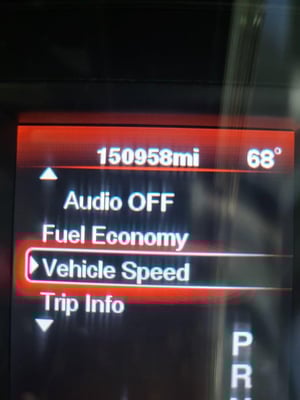 150958mi 68°
Audio OFF
Fuel Economy
Vehicle Speed
Trip Info
P
R